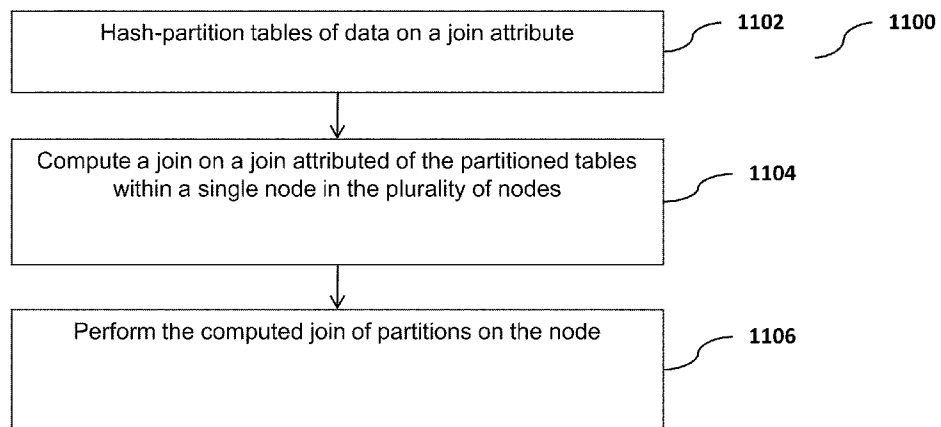 Hash-partition tables of data on a join attribute
1102
1100
Compute a join on a join attributed of the partitioned tables
within a single node in the plurality of nodes
1104
Perform the computed join of partitions on the node
1106